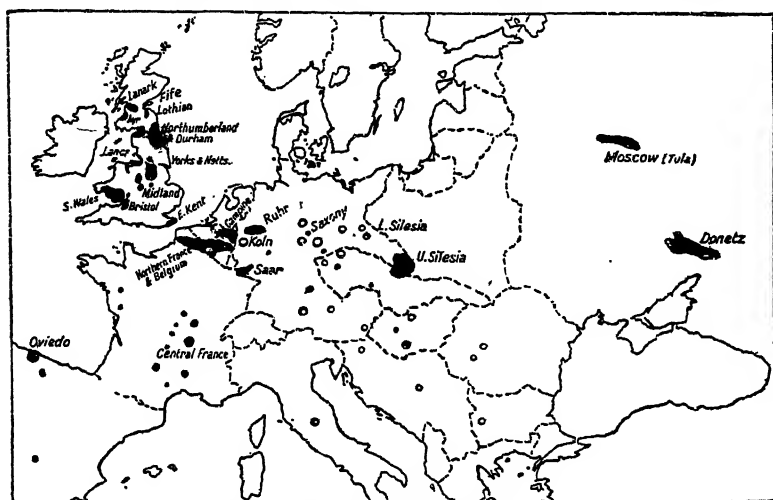 Lanark
Fife
Lothian
Ayr
Northumberland
& Durham
Lancs
Yorks & Notts
Midland
S. Wales
Bristol
E. Kent
Campine
Ruhr
Köln
Saxony
L. Silesia
U. Silesia
Northern France
& Belgium
Saar
Central France
Oviedo
Moscow (Tula)
Donetz